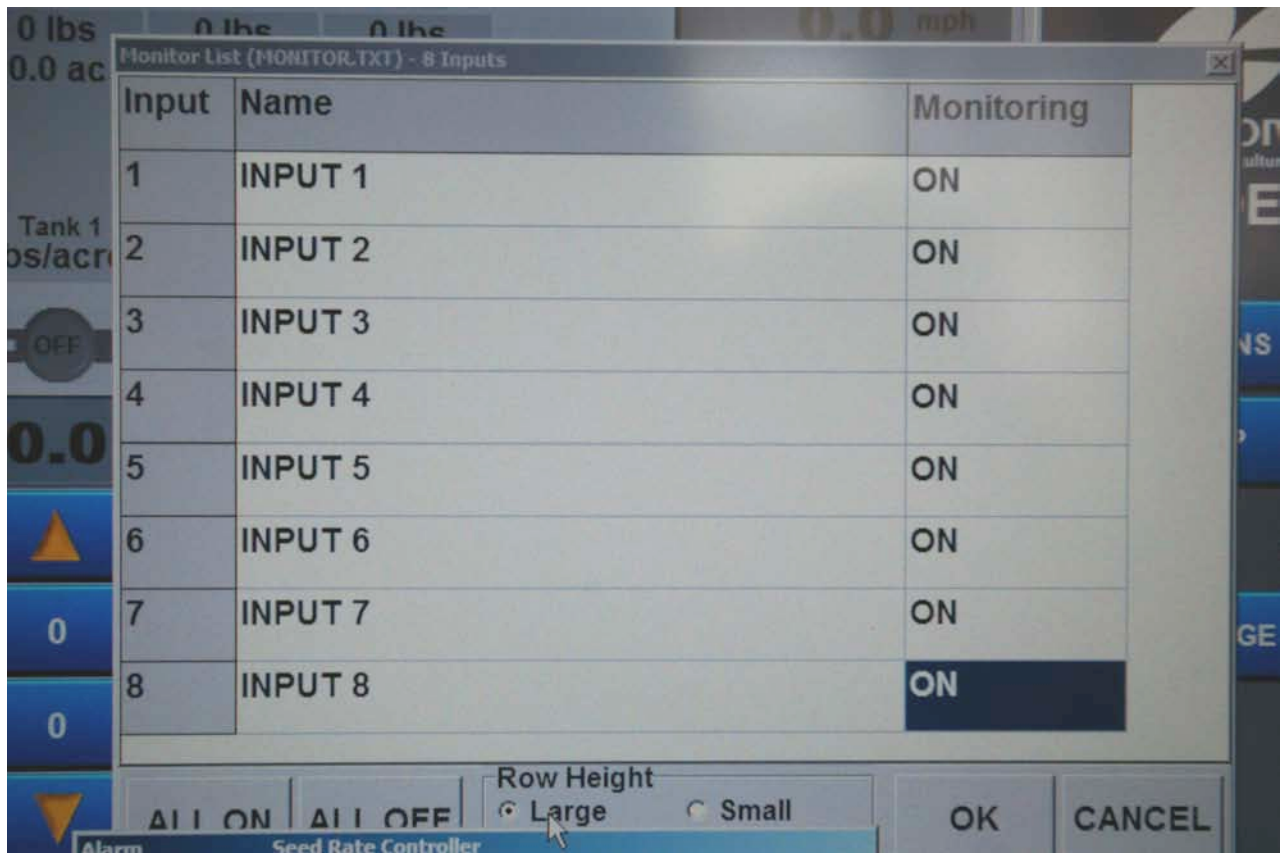 0 lbs 0 lbs 0 lbs 0.0 mph
0.0 ac
Monitor List (MONITOR.TXT) - 8 Inputs
Input Name Monitoring
1 INPUT 1 ON
2 INPUT 2 ON
3 INPUT 3 ON
4 INPUT 4 ON
5 INPUT 5 ON
6 INPUT 6 ON
7 INPUT 7 ON
8 INPUT 8 ON
Tank 1
OFF
0.0
0
0
Row Height
Large Small
ALL ON ALL OFF OK CANCEL
Alarm Seed Rate Controller